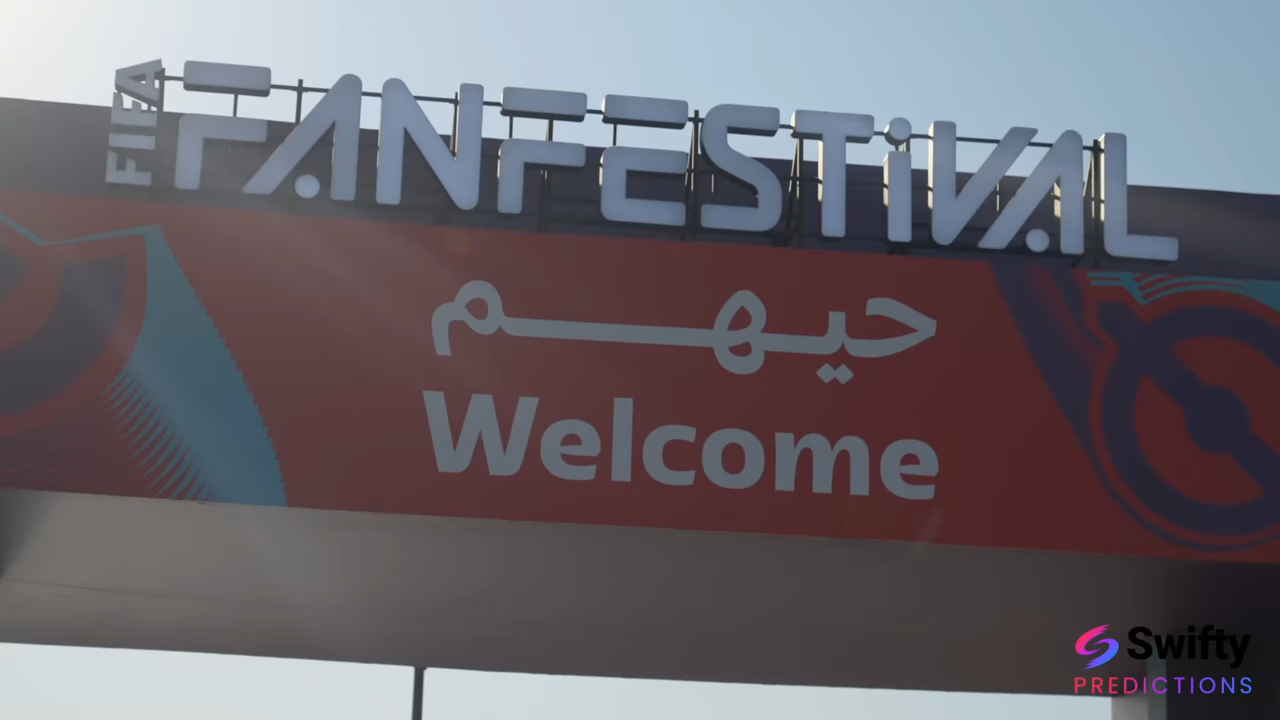 FIFA FANFESTiVAL
حيهم
Welcome
Swifty
PREDICTIONS